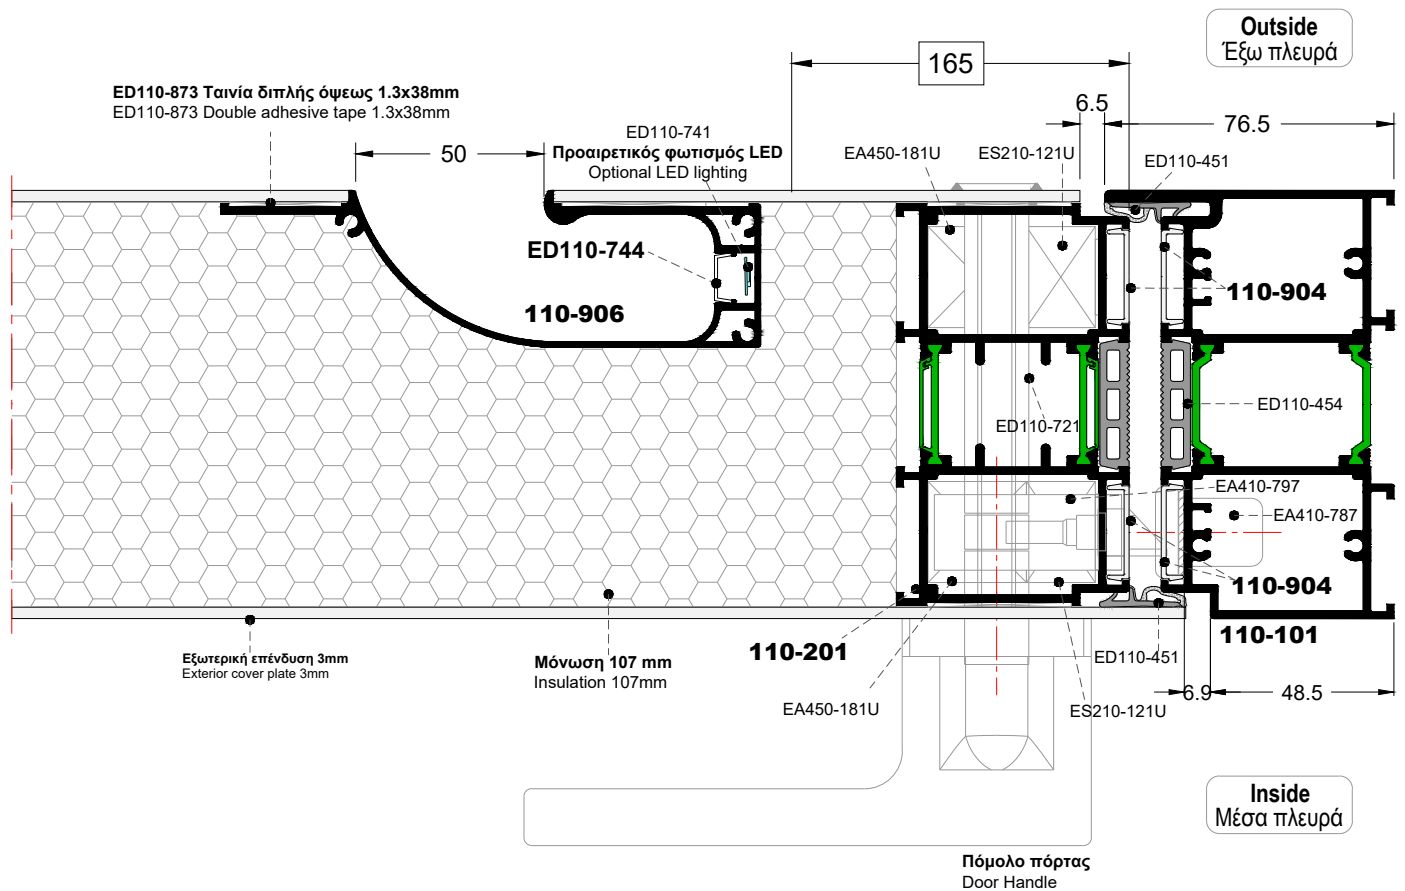 Outside
Έξω πλευρά
165
ED110-873 Ταινία διπλής όψεως 1.3x38mm
ED110-873 Double adhesive tape 1.3x38mm
6.5
76.5
ED110-741
Προαιρετικός φωτισμός LED
Optional LED lighting
50
EA450-181U
ES210-121U
ED110-451
ED110-744
110-906
110-904
ED110-454
ED110-721
EA410-797
EA410-787
110-904
110-101
110-201
ED110-451
Εξωτερική επένδυση 3mm
Exterior cover plate 3mm
Μόνωση 107 mm
Insulation 107mm
6.9
48.5
EA450-181U
ES210-121U
Inside
Μέσα πλευρά
Πόμολο πόρτας
Door Handle